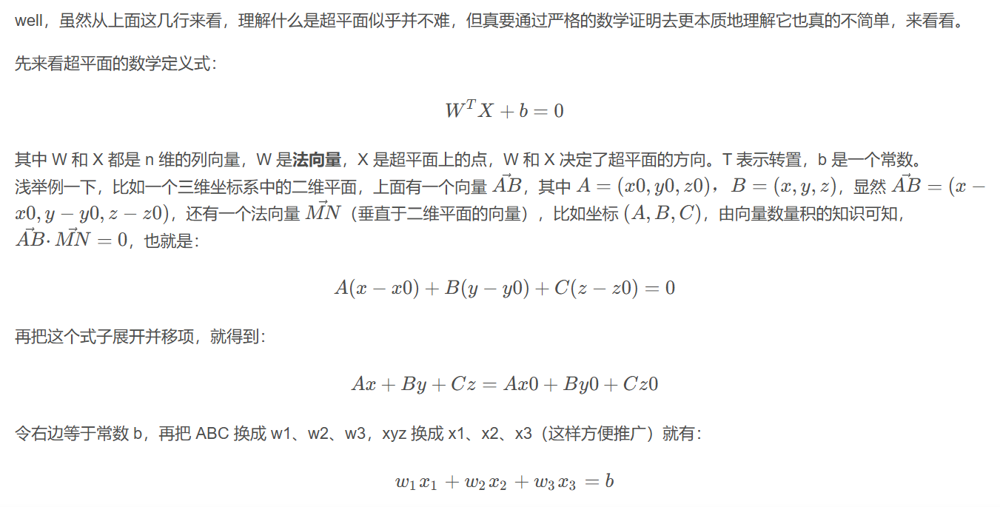 well，虽然从上面这几行来看，理解什么是超平面似乎并不难，但真要通过严格的数学证明去更本质地理解它也真的不简单，来看看。
先来看超平面的数学定义式：
$W^T X + b = 0$
其中 W 和 X 都是 n 维的列向量，W 是法向量，X 是超平面上的点，W 和 X 决定了超平面的方向。T 表示转置，b 是一个常数。
浅举例一下，比如一个三维坐标系中的二维平面，上面有一个向量 $\vec{AB}$，其中 $A = (x0, y0, z0)$，$B = (x, y, z)$，显然 $\vec{AB} = (x -$
$x0, y - y0, z - z0)$，还有一个法向量 $\vec{MN}$（垂直于二维平面的向量），比如坐标 $(A, B, C)$，由向量数量积的知识可知，
$\vec{AB} \cdot \vec{MN} = 0$，也就是：
$A(x - x0) + B(y - y0) + C(z - z0) = 0$
再把这个式子展开并移项，就得到：
$Ax + By + Cz = Ax0 + By0 + Cz0$
令右边等于常数 b，再把 ABC 换成 w1、w2、w3，xyz 换成 x1、x2、x3（这样方便推广）就有：
$w_1 x_1 + w_2 x_2 + w_3 x_3 = b$